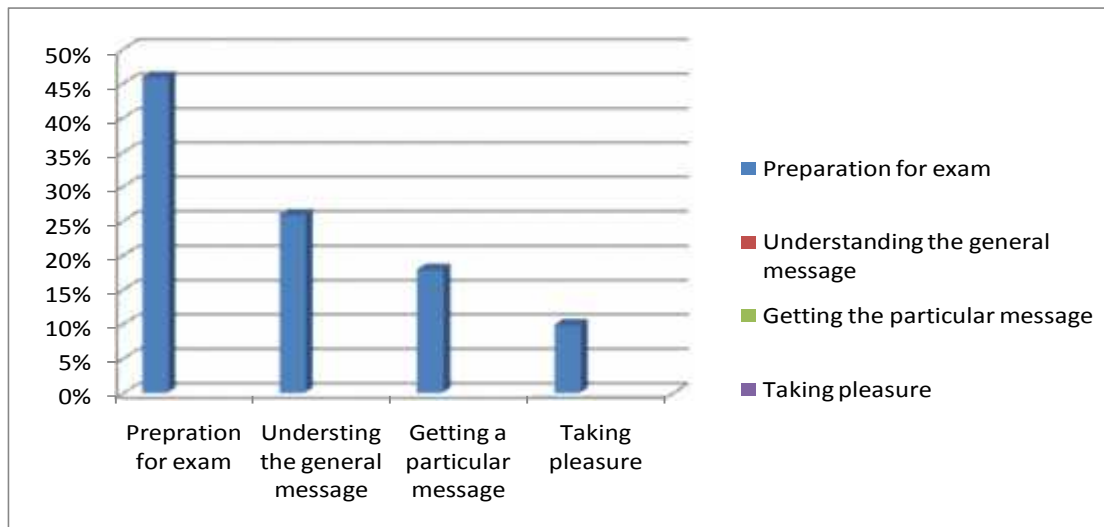 50%
45%
40%
35%
30%
25%
20%
15%
10%
5%
0%
Prepration
for exam
Understing
the general
message
Getting a
particular
message
Taking
pleasure
Preparation for exam
Understanding the general
message
Getting the particular message
Taking pleasure